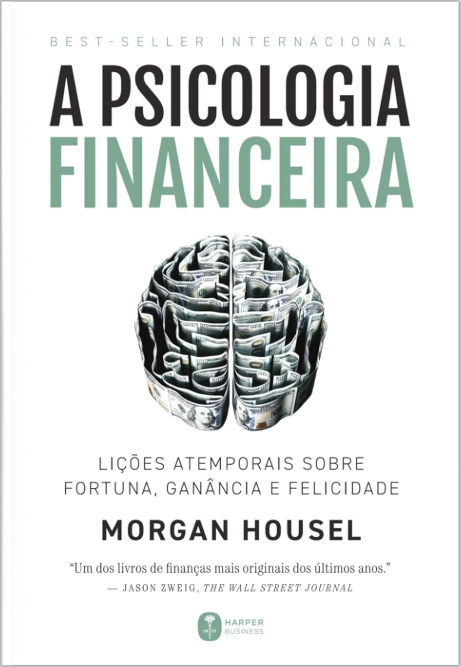 BEST-SELLER INTERNACIONAL
A PSICOLOGIA
FINANCEIRA
LIÇÕES ATEMPORAIS SOBRE
FORTUNA, GANÂNCIA E FELICIDADE
MORGAN HOUSEL
“Um dos livros de finanças mais originais dos últimos anos.”
— JASON ZWEIG, THE WALL STREET JOURNAL
HARPER
BUSINESS